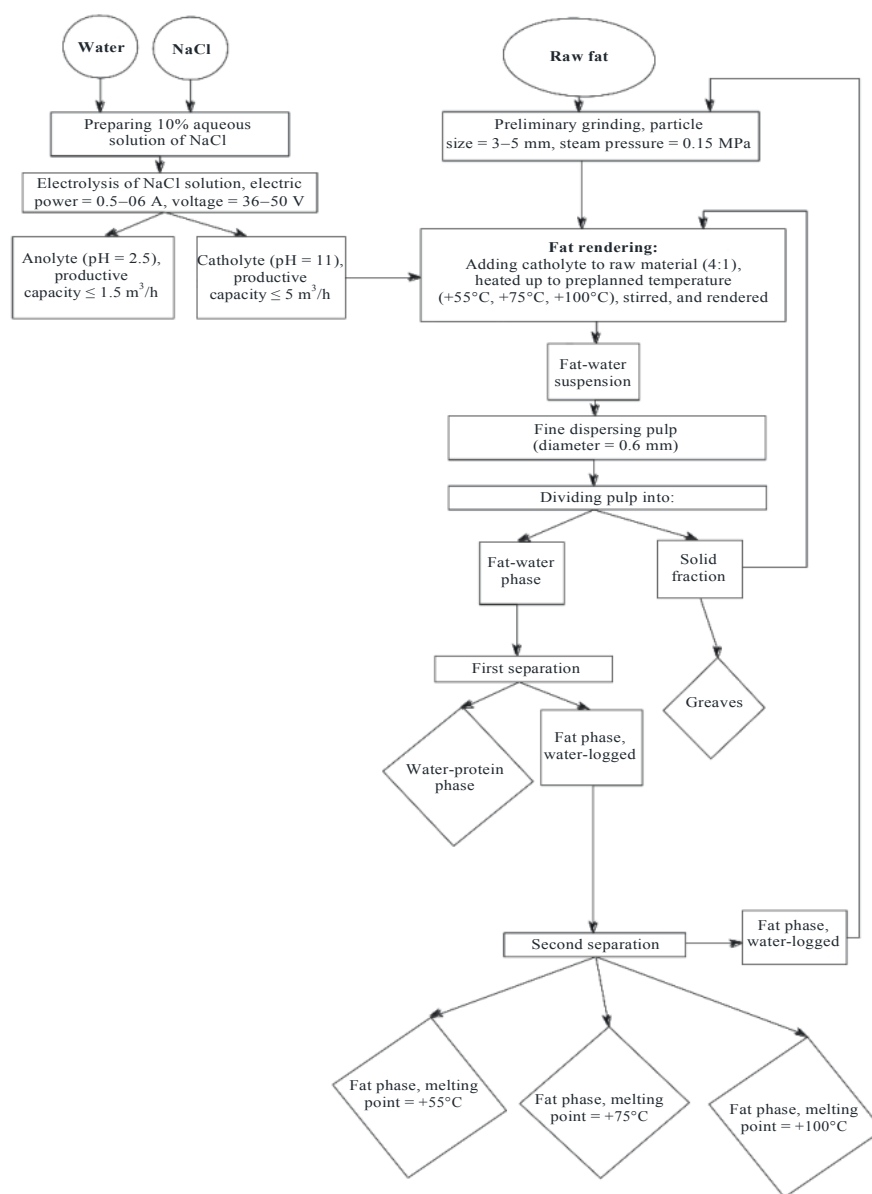 Water
NaCl
Raw fat
Preparing 10% aqueous
solution of NaCl
Preliminary grinding, particle
size = 3–5 mm, steam pressure = 0.15 MPa
Electrolysis of NaCl solution, electric
power = 0.5–06 A, voltage = 36–50 V
Anolyte (pH = 2.5),
productive
capacity ≤ 1.5 m³/h
Catholyte (pH = 11),
productive
capacity ≤ 5 m³/h
Fat rendering:
Adding catholyte to raw material (4:1),
heated up to preplanned temperature
(+55°C, +75°C, +100°C), stirred, and rendered
Fat-water
suspension
Fine dispersing pulp
(diameter = 0.6 mm)
Dividing pulp into:
Fat-water
phase
Solid
fraction
First separation
Greaves
Water-protein
phase
Fat phase,
water-logged
Second separation
Fat phase,
water-logged
Fat phase, melting
point = +55°C
Fat phase, melting
point = +75°C
Fat phase, melting
point = +100°C